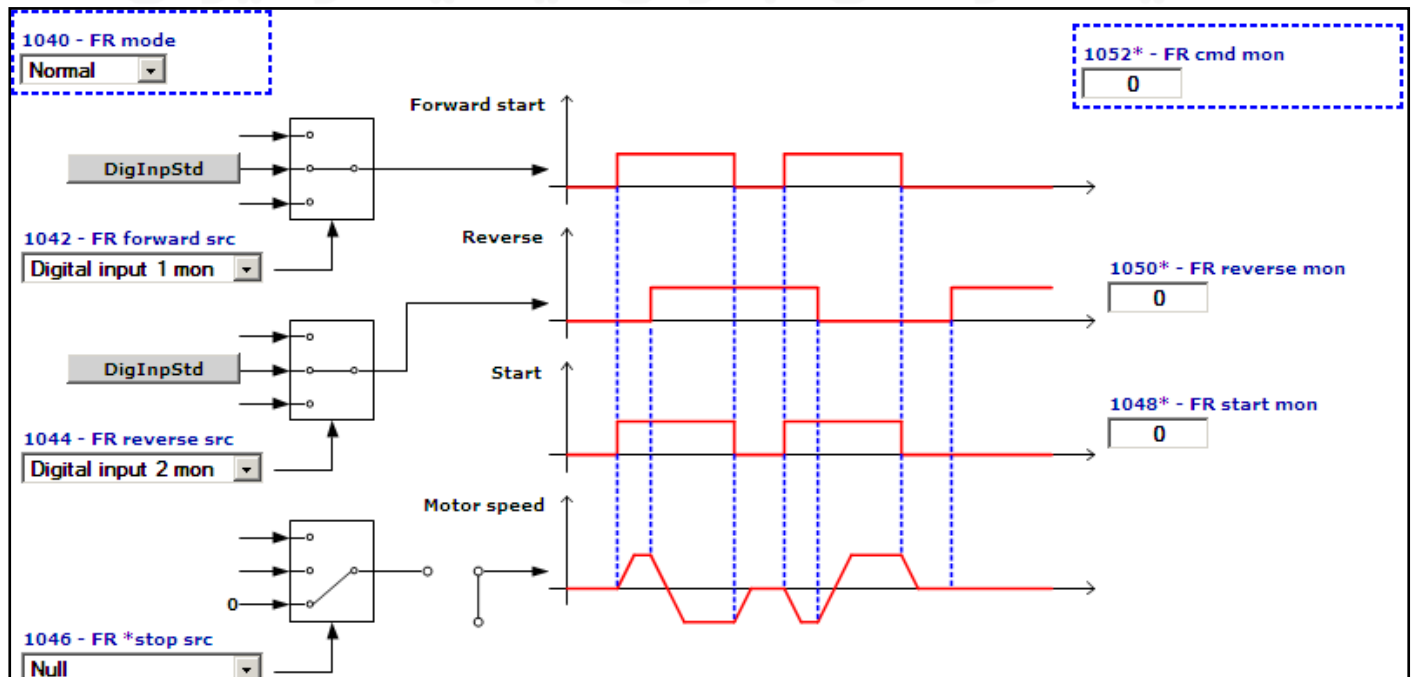 1040 - FR mode
Normal
1052* - FR cmd mon
0
Forward start
DigInpStd
1042 - FR forward src
Digital input 1 mon
Reverse
1050* - FR reverse mon
0
DigInpStd
Start
1044 - FR reverse src
Digital input 2 mon
1048* - FR start mon
0
Motor speed
0
1046 - FR *stop src
Null